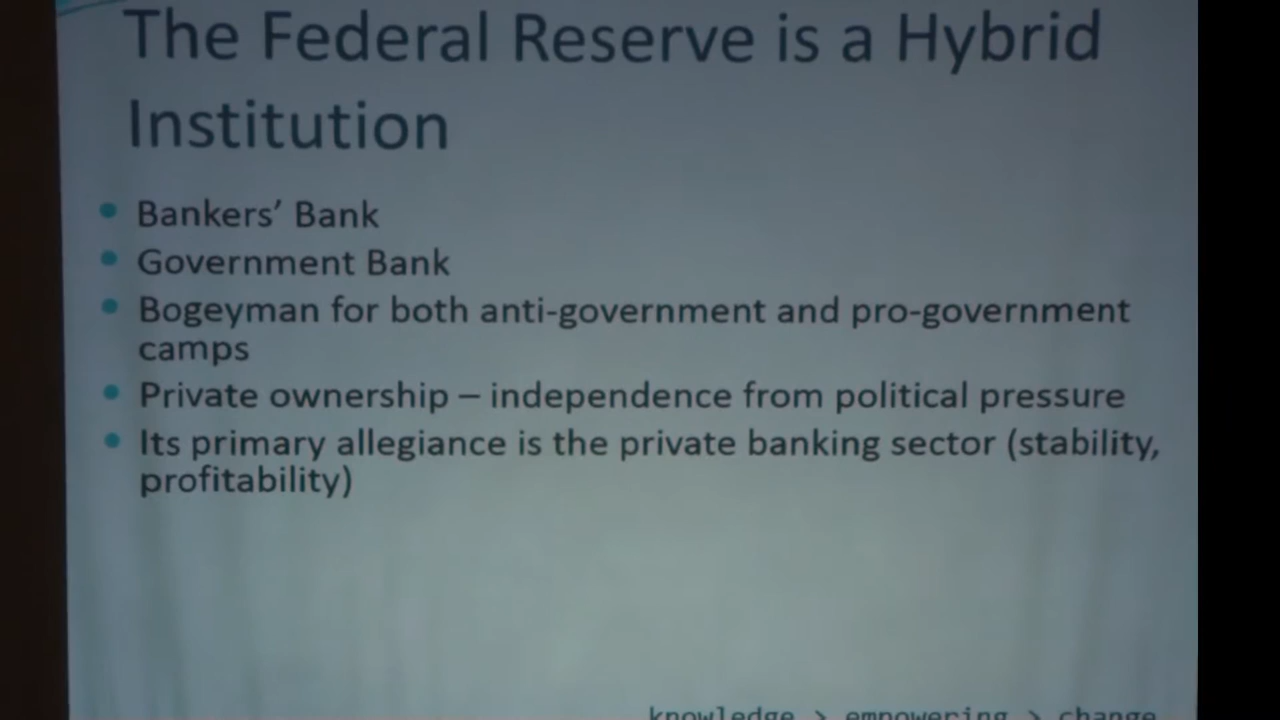 The Federal Reserve is a Hybrid
Institution
• Bankers’ Bank
• Government Bank
• Bogeyman for both anti-government and pro-government
camps
• Private ownership – independence from political pressure
• Its primary allegiance is the private banking sector (stability,
profitability)
knowledge > empowering > change